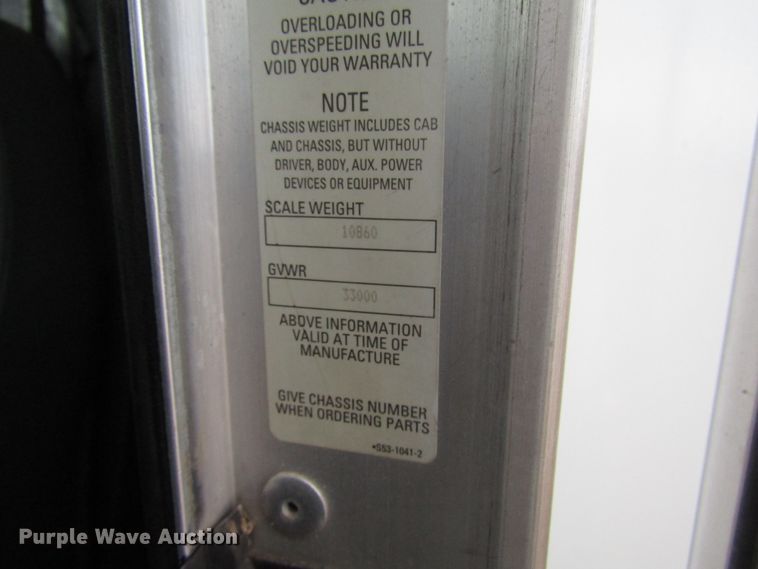 OVERLOADING OR
OVERSPEEDING WILL
VOID YOUR WARRANTY
NOTE
CHASSIS WEIGHT INCLUDES CAB
AND CHASSIS, BUT WITHOUT
DRIVER, BODY, AUX. POWER
DEVICES OR EQUIPMENT
SCALE WEIGHT
10860
GVWR
33000
ABOVE INFORMATION
VALID AT TIME OF
MANUFACTURE
GIVE CHASSIS NUMBER
WHEN ORDERING PARTS
•S53-1041-2
Purple Wave Auction